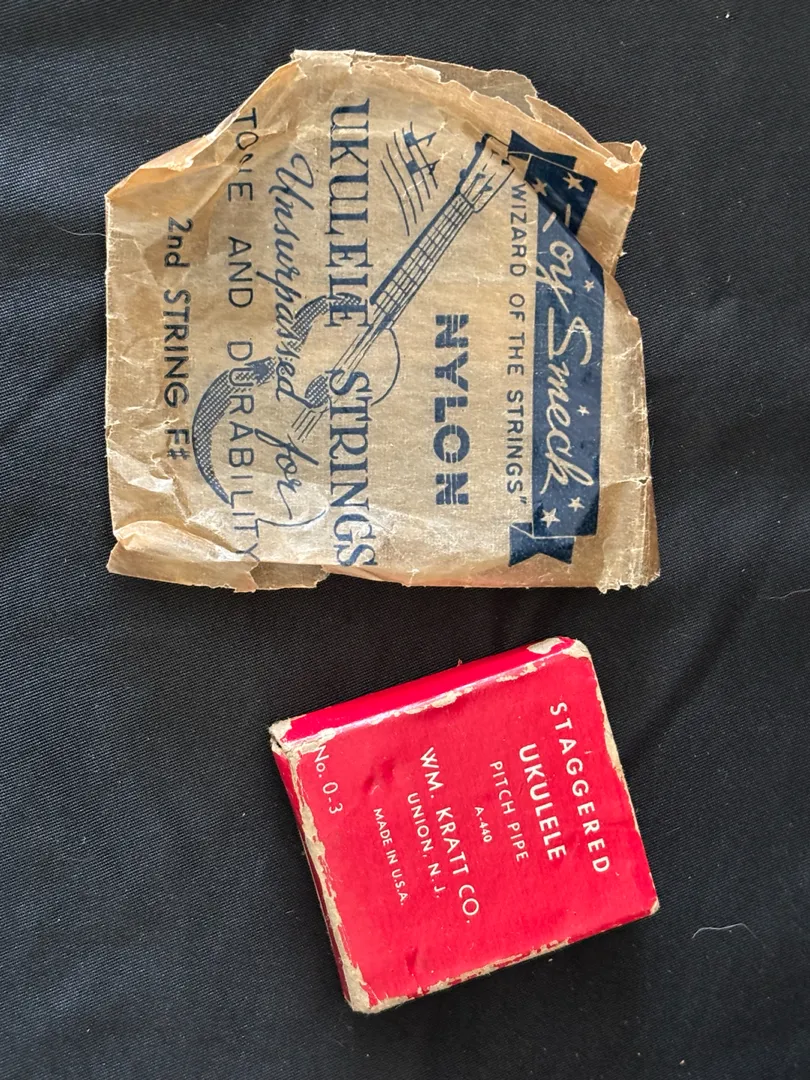 Roy Smeck
WIZARD OF THE STRINGS"
NYLON
UKULELE STRINGS
Unsurpassed for
TONE AND DURABILITY
2nd STRING F#
STAGGERED
UKULELE
PITCH PIPE
A-440
WM. KRATT CO.
UNION, N. J.
MADE IN U.S.A.
No. O-3